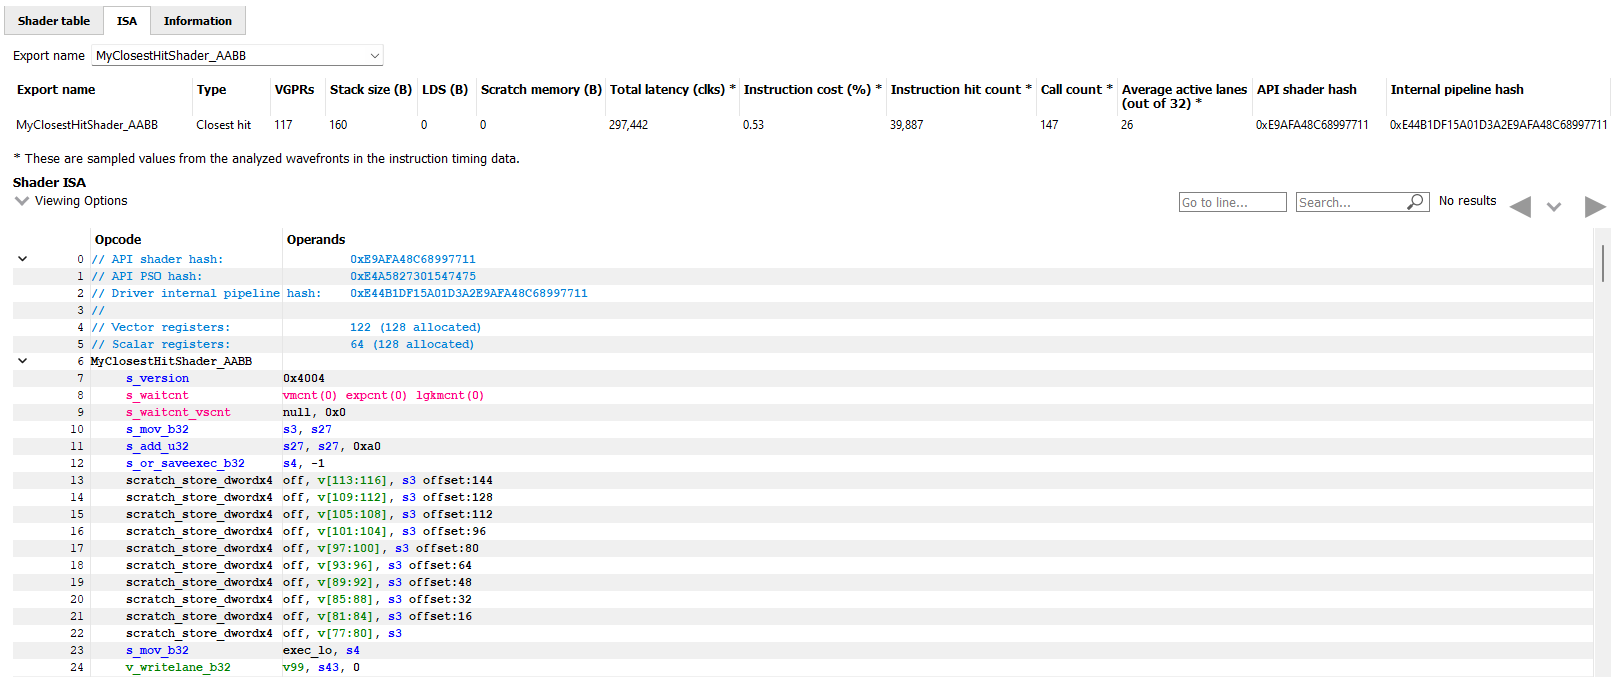 Shader table ISA Information
Export name MyClosestHitShader_AABB
Export name Type VGPRs Stack size (B) LDS (B) Scratch memory (B) Total latency (clks) * Instruction cost (%) * Instruction hit count * Call count * Average active lanes (out of 32) * API shader hash Internal pipeline hash
MyClosestHitShader_AABB Closest hit 117 160 0 0 297,442 0.53 39,887 147 26 0xE9AFA48C68997711 0xE44B1DF15A01D3A2E9AFA48C68997711
* These are sampled values from the analyzed wavefronts in the instruction timing data.
Shader ISA
Viewing Options Go to line... Search... No results
Opcode Operands
0 // API shader hash: 0xE9AFA48C68997711
1 // API PSO hash: 0xE4A5827301547475
2 // Driver internal pipeline hash: 0xE44B1DF15A01D3A2E9AFA48C68997711
3 //
4 // Vector registers: 122 (128 allocated)
5 // Scalar registers: 64 (128 allocated)
6 MyClosestHitShader_AABB
7 s_version 0x4004
8 s_waitcnt vmcnt(0) expcnt(0) lgkmcnt(0)
9 s_waitcnt_vscnt null, 0x0
10 s_mov_b32 s3, s27
11 s_add_u32 s27, s27, 0xa0
12 s_or_saveexec_b32 s4, -1
13 scratch_store_dwordx4 off, v[113:116], s3 offset:144
14 scratch_store_dwordx4 off, v[109:112], s3 offset:128
15 scratch_store_dwordx4 off, v[105:108], s3 offset:112
16 scratch_store_dwordx4 off, v[101:104], s3 offset:96
17 scratch_store_dwordx4 off, v[97:100], s3 offset:80
18 scratch_store_dwordx4 off, v[93:96], s3 offset:64
19 scratch_store_dwordx4 off, v[89:92], s3 offset:48
20 scratch_store_dwordx4 off, v[85:88], s3 offset:32
21 scratch_store_dwordx4 off, v[81:84], s3 offset:16
22 scratch_store_dwordx4 off, v[77:80], s3
23 s_mov_b32 exec_lo, s4
24 v_writelane_b32 v99, s43, 0